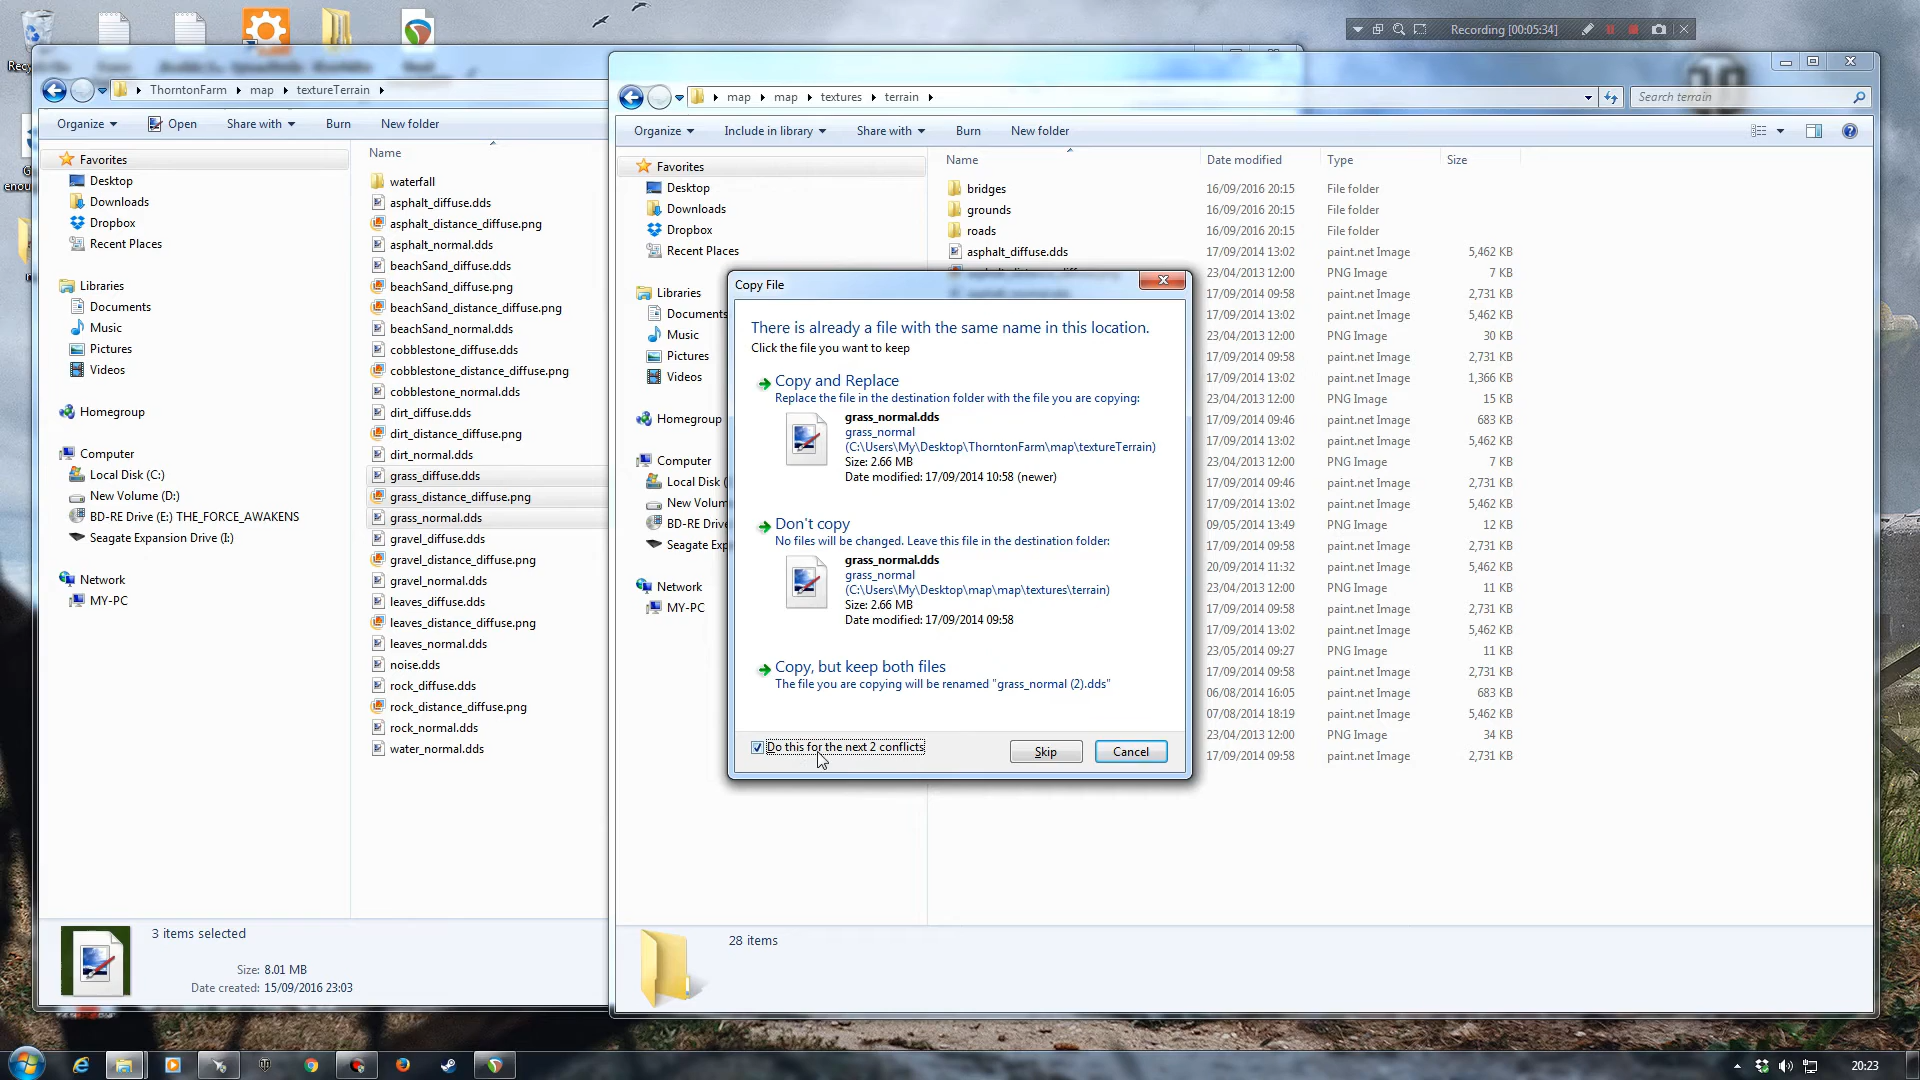 Recording [00:05:34]
ThorntonFarm map textureTerrain
Organize Open Share with Burn New folder
Favorites
Desktop
Downloads
Dropbox
Recent Places
Libraries
Documents
Music
Pictures
Videos
Homegroup
Computer
Local Disk (C:)
New Volume (D:)
BD-RE Drive (E:) THE_FORCE_AWAKENS
Seagate Expansion Drive (I:)
Network
MY-PC
Name
waterfall
asphalt_diffuse.dds
asphalt_distance_diffuse.png
asphalt_normal.dds
beachSand_diffuse.dds
beachSand_diffuse.png
beachSand_distance_diffuse.png
beachSand_normal.dds
cobblestone_diffuse.dds
cobblestone_distance_diffuse.png
cobblestone_normal.dds
dirt_diffuse.dds
dirt_distance_diffuse.png
dirt_normal.dds
grass_diffuse.dds
grass_distance_diffuse.png
grass_normal.dds
gravel_diffuse.dds
gravel_distance_diffuse.png
gravel_normal.dds
leaves_diffuse.dds
leaves_distance_diffuse.png
leaves_normal.dds
noise.dds
rock_diffuse.dds
rock_distance_diffuse.png
rock_normal.dds
water_normal.dds
3 items selected
Size: 8.01 MB
Date created: 15/09/2016 23:03
map map textures terrain
Search terrain
Organize Include in library Share with Burn New folder
Favorites
Desktop
Downloads
Dropbox
Recent Places
Libraries
Documents
Music
Pictures
Videos
Homegroup
Computer
Local Disk (
New Volum
BD-RE Drive
Seagate Exp
Network
MY-PC
Name Date modified Type Size
bridges 16/09/2016 20:15 File folder
grounds 16/09/2016 20:15 File folder
roads 16/09/2016 20:15 File folder
asphalt_diffuse.dds 17/09/2014 13:02 paint.net Image 5,462 KB
23/04/2013 12:00 PNG Image 7 KB
17/09/2014 09:58 paint.net Image 2,731 KB
17/09/2014 13:02 paint.net Image 5,462 KB
23/04/2013 12:00 PNG Image 30 KB
17/09/2014 09:58 paint.net Image 2,731 KB
17/09/2014 13:02 paint.net Image 1,366 KB
23/04/2013 12:00 PNG Image 15 KB
17/09/2014 09:46 paint.net Image 683 KB
17/09/2014 13:02 paint.net Image 5,462 KB
23/04/2013 12:00 PNG Image 7 KB
17/09/2014 09:46 paint.net Image 2,731 KB
17/09/2014 13:02 paint.net Image 5,462 KB
09/05/2014 13:49 PNG Image 12 KB
17/09/2014 09:58 paint.net Image 2,731 KB
20/09/2014 11:32 paint.net Image 5,462 KB
23/04/2013 12:00 PNG Image 11 KB
17/09/2014 09:58 paint.net Image 2,731 KB
17/09/2014 13:02 paint.net Image 5,462 KB
23/05/2014 09:27 PNG Image 11 KB
17/09/2014 09:58 paint.net Image 2,731 KB
06/08/2014 16:05 paint.net Image 683 KB
07/08/2014 18:19 paint.net Image 5,462 KB
23/04/2013 12:00 PNG Image 34 KB
17/09/2014 09:58 paint.net Image 2,731 KB
28 items
Copy File
There is already a file with the same name in this location.
Click the file you want to keep
Copy and Replace
Replace the file in the destination folder with the file you are copying:
grass_normal.dds
grass_normal
(C:\Users\My\Desktop\ThorntonFarm\map\textureTerrain)
Size: 2.66 MB
Date modified: 17/09/2014 10:58 (newer)
Don't copy
No files will be changed. Leave this file in the destination folder:
grass_normal.dds
grass_normal
(C:\Users\My\Desktop\map\map\textures\terrain)
Size: 2.66 MB
Date modified: 17/09/2014 09:58
Copy, but keep both files
The file you are copying will be renamed "grass_normal (2).dds"
Do this for the next 2 conflicts
Skip
Cancel
20:23